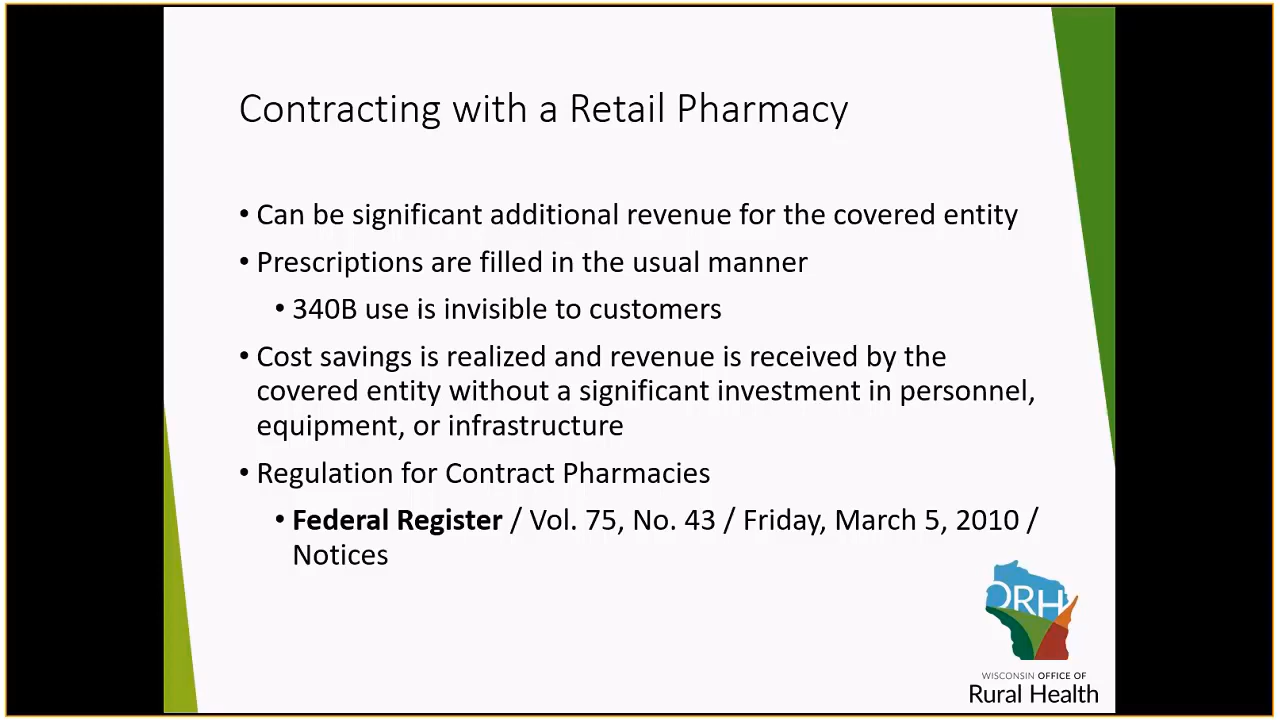 Contracting with a Retail Pharmacy
• Can be significant additional revenue for the covered entity
• Prescriptions are filled in the usual manner
• 340B use is invisible to customers
• Cost savings is realized and revenue is received by the
covered entity without a significant investment in personnel,
equipment, or infrastructure
• Regulation for Contract Pharmacies
• Federal Register / Vol. 75, No. 43 / Friday, March 5, 2010 /
Notices
ORH
WISCONSIN OFFICE OF
Rural Health